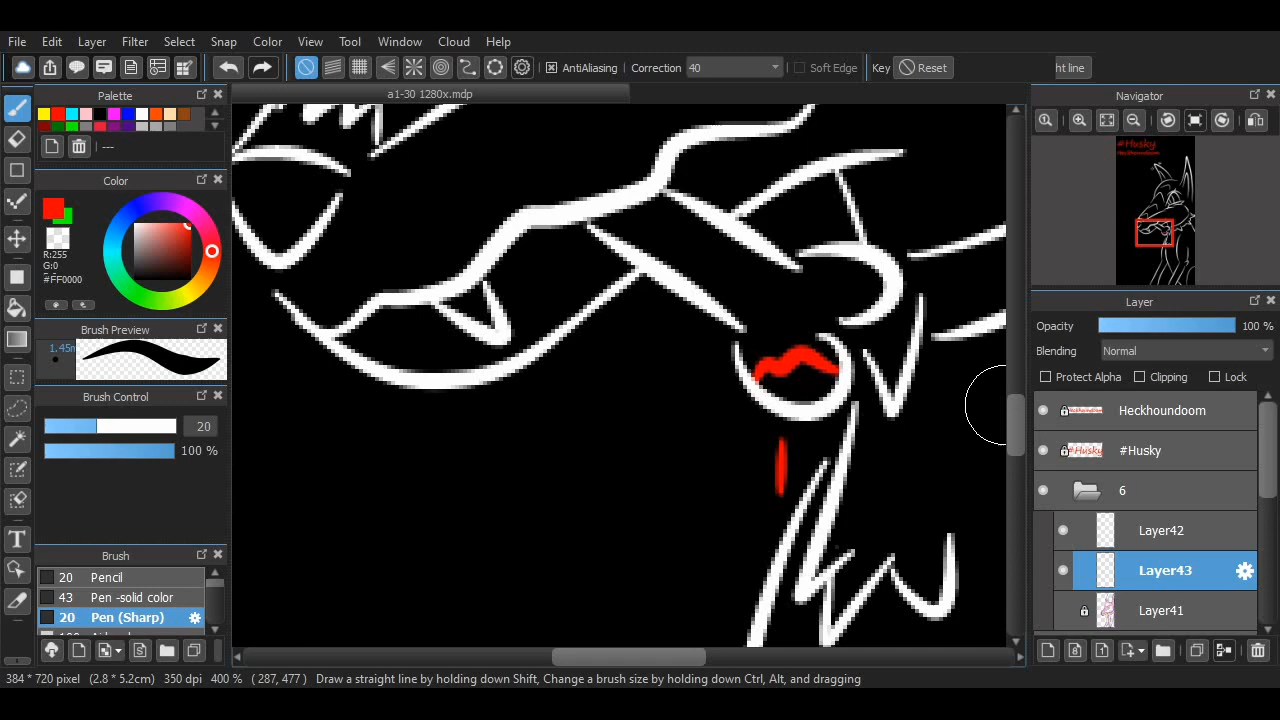 File Edit Layer Filter Select Snap Color View Tool Window Cloud Help
AntiAliasing Correction 40 Soft Edge Key Reset ht line
Palette
---
a1-30 1280x.mdp
Navigator
#Husky
Heckhoundoom
Color
R:255
G:0
#FF0000
Brush Preview
1.45m
Brush Control
20
100 %
Brush
20 Pencil
43 Pen -solid color
20 Pen (Sharp)
Layer
Opacity 100 %
Blending Normal
Protect Alpha Clipping Lock
Heckhoundoom
#Husky
6
Layer42
Layer43
Layer41
384 * 720 pixel (2.8 * 5.2cm) 350 dpi 400 % ( 287, 477 ) Draw a straight line by holding down Shift, Change a brush size by holding down Ctrl, Alt, and dragging